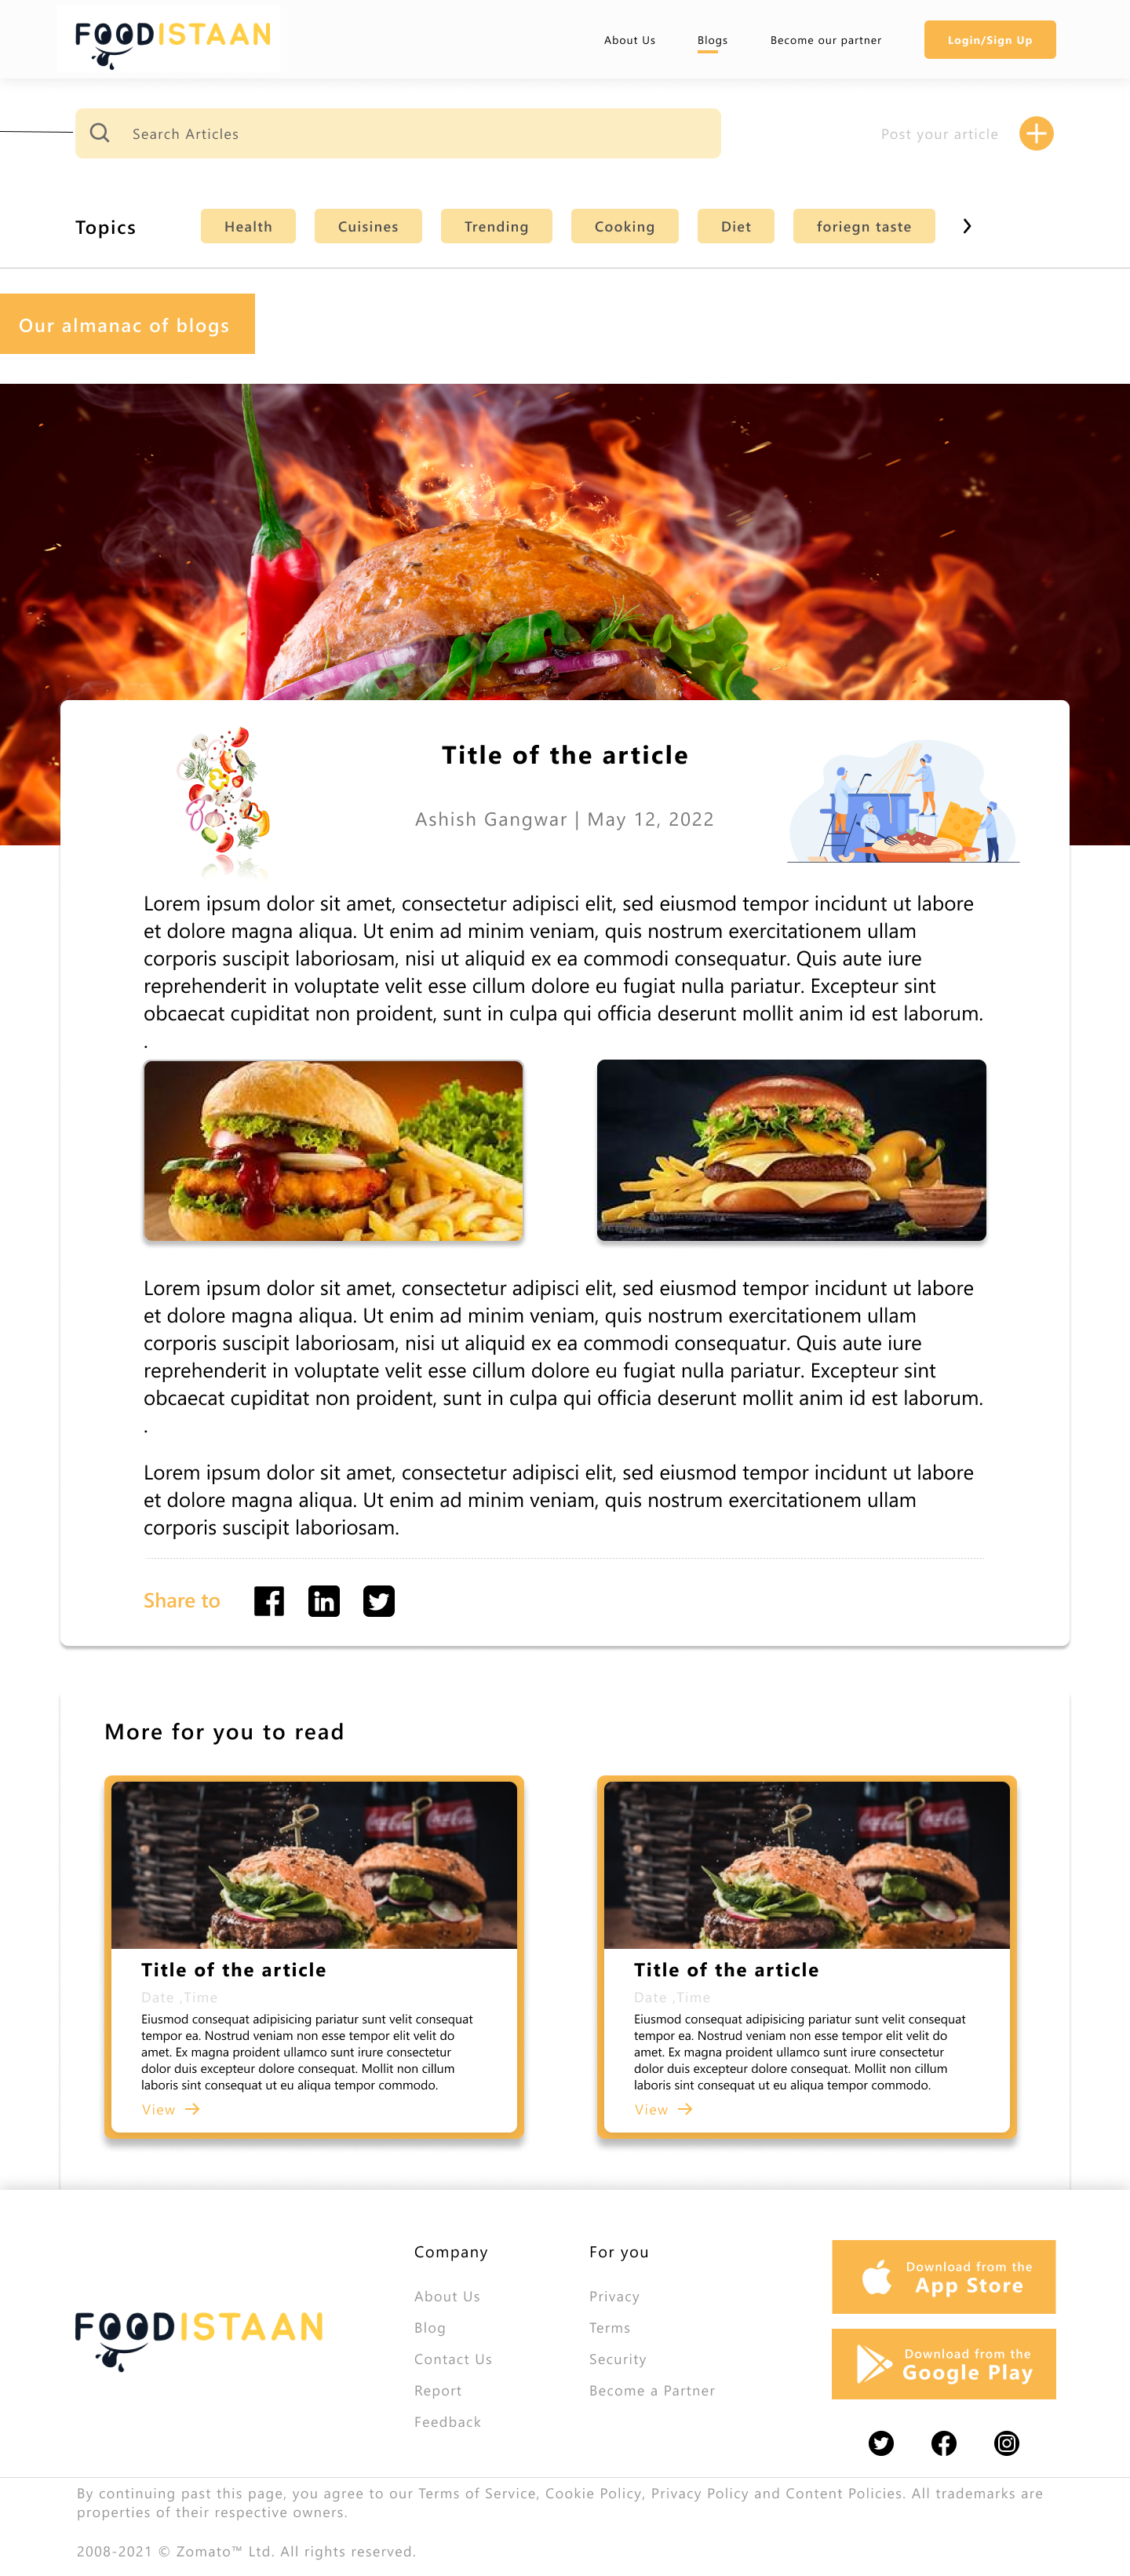 FOODISTAAN
About Us
Blogs
Become our partner
Login/Sign Up
Search Articles
Post your article
Topics
Health
Cuisines
Trending
Cooking
Diet
foriegn taste
Our almanac of blogs
Title of the article
Ashish Gangwar | May 12, 2022
Lorem ipsum dolor sit amet, consectetur adipisci elit, sed eiusmod tempor incidunt ut labore
et dolore magna aliqua. Ut enim ad minim veniam, quis nostrum exercitationem ullam
corporis suscipit laboriosam, nisi ut aliquid ex ea commodi consequatur. Quis aute iure
reprehenderit in voluptate velit esse cillum dolore eu fugiat nulla pariatur. Excepteur sint
obcaecat cupiditat non proident, sunt in culpa qui officia deserunt mollit anim id est laborum.
.
Lorem ipsum dolor sit amet, consectetur adipisci elit, sed eiusmod tempor incidunt ut labore
et dolore magna aliqua. Ut enim ad minim veniam, quis nostrum exercitationem ullam
corporis suscipit laboriosam, nisi ut aliquid ex ea commodi consequatur. Quis aute iure
reprehenderit in voluptate velit esse cillum dolore eu fugiat nulla pariatur. Excepteur sint
obcaecat cupiditat non proident, sunt in culpa qui officia deserunt mollit anim id est laborum.
.
Lorem ipsum dolor sit amet, consectetur adipisci elit, sed eiusmod tempor incidunt ut labore
et dolore magna aliqua. Ut enim ad minim veniam, quis nostrum exercitationem ullam
corporis suscipit laboriosam.
Share to
More for you to read
Coca-Cola
Title of the article
Date ,Time
Eiusmod consequat adipisicing pariatur sunt velit consequat
tempor ea. Nostrud veniam non esse tempor elit velit do
amet. Ex magna proident ullamco sunt irure consectetur
dolor duis excepteur dolore consequat. Mollit non cillum
laboris sint consequat ut eu aliqua tempor commodo.
View
Coca-Cola
Title of the article
Date ,Time
Eiusmod consequat adipisicing pariatur sunt velit consequat
tempor ea. Nostrud veniam non esse tempor elit velit do
amet. Ex magna proident ullamco sunt irure consectetur
dolor duis excepteur dolore consequat. Mollit non cillum
laboris sint consequat ut eu aliqua tempor commodo.
View
FOODISTAAN
Company
About Us
Blog
Contact Us
Report
Feedback
For you
Privacy
Terms
Security
Become a Partner
Download from the
App Store
Download from the
Google Play
By continuing past this page, you agree to our Terms of Service, Cookie Policy, Privacy Policy and Content Policies. All trademarks are
properties of their respective owners.
2008-2021 © Zomato™ Ltd. All rights reserved.